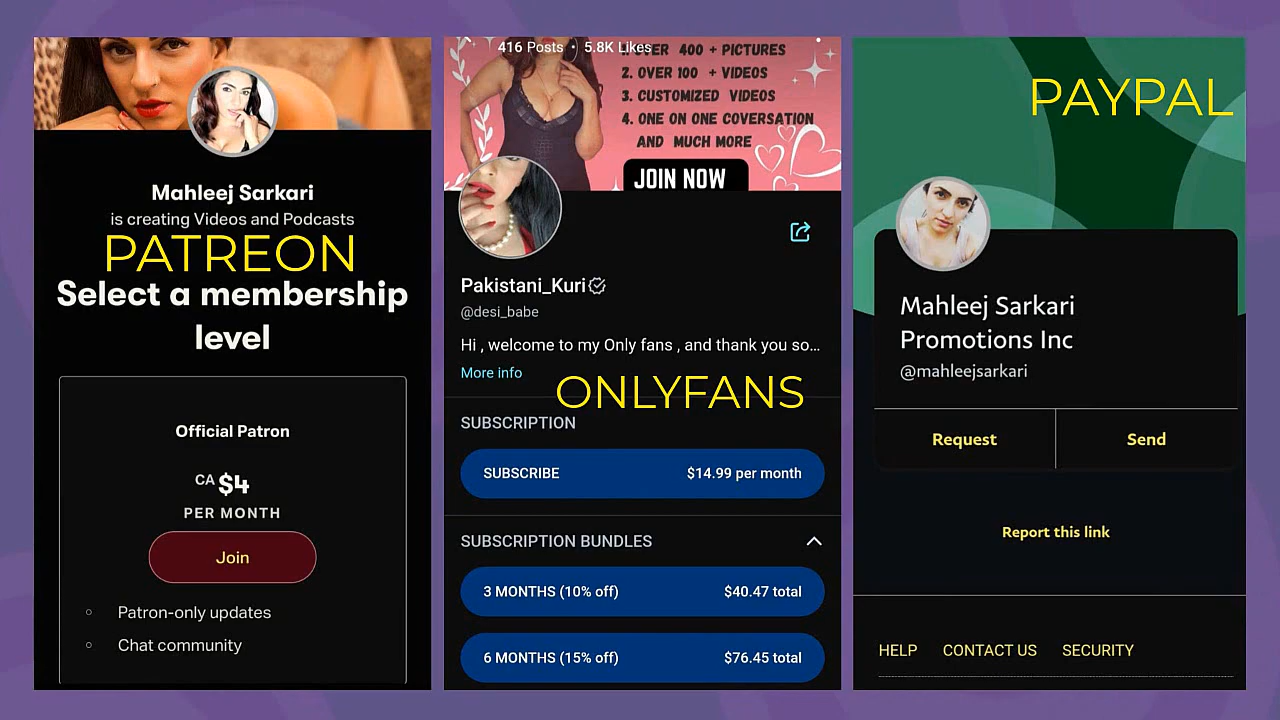 Mahleej Sarkari
is creating Videos and Podcasts
PATREON
Select a membership
level
Official Patron
CA $4
PER MONTH
Join
Patron-only updates
Chat community
416 Posts • 5.8K Likes
1. OVER 400 + PICTURES
2. OVER 100 + VIDEOS
3. CUSTOMIZED VIDEOS
4. ONE ON ONE COVERSATION
AND MUCH MORE
JOIN NOW
Pakistani_Kuri
@desi_babe
Hi , welcome to my Only fans , and thank you so...
More info
ONLYFANS
SUBSCRIPTION
SUBSCRIBE $14.99 per month
SUBSCRIPTION BUNDLES
3 MONTHS (10% off) $40.47 total
6 MONTHS (15% off) $76.45 total
PAYPAL
Mahleej Sarkari
Promotions Inc
@mahleejsarkari
Request Send
Report this link
HELP CONTACT US SECURITY